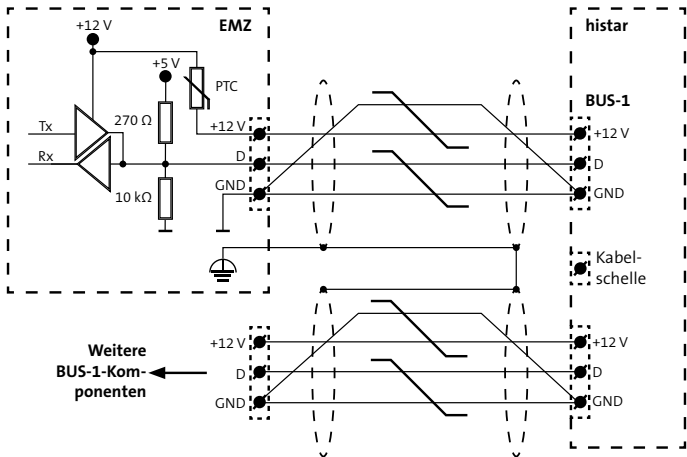 EMZ
histar
+12 V
+5 V
PTC
BUS-1
270 Ω
Tx
+12 V
+12 V
Rx
D
D
10 kΩ
GND
GND
Kabel-
schelle
+12 V
+12 V
Weitere
BUS-1-Kom-
ponenten
D
D
GND
GND